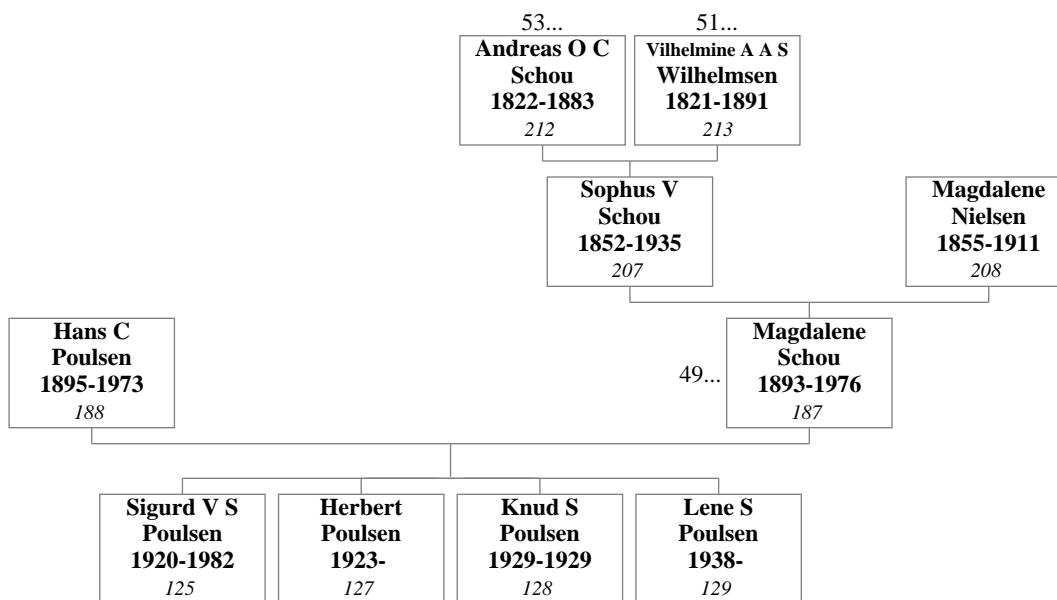 53...
Andreas O C
Schou
1822-1883
212
51...
Vilhelmine A A S
Wilhelmsen
1821-1891
213
Sophus V
Schou
1852-1935
207
Magdalene
Nielsen
1855-1911
208
Hans C
Poulsen
1895-1973
188
49...
Magdalene
Schou
1893-1976
187
Sigurd V S
Poulsen
1920-1982
125
Herbert
Poulsen
1923-
127
Knud S
Poulsen
1929-1929
128
Lene S
Poulsen
1938-
129